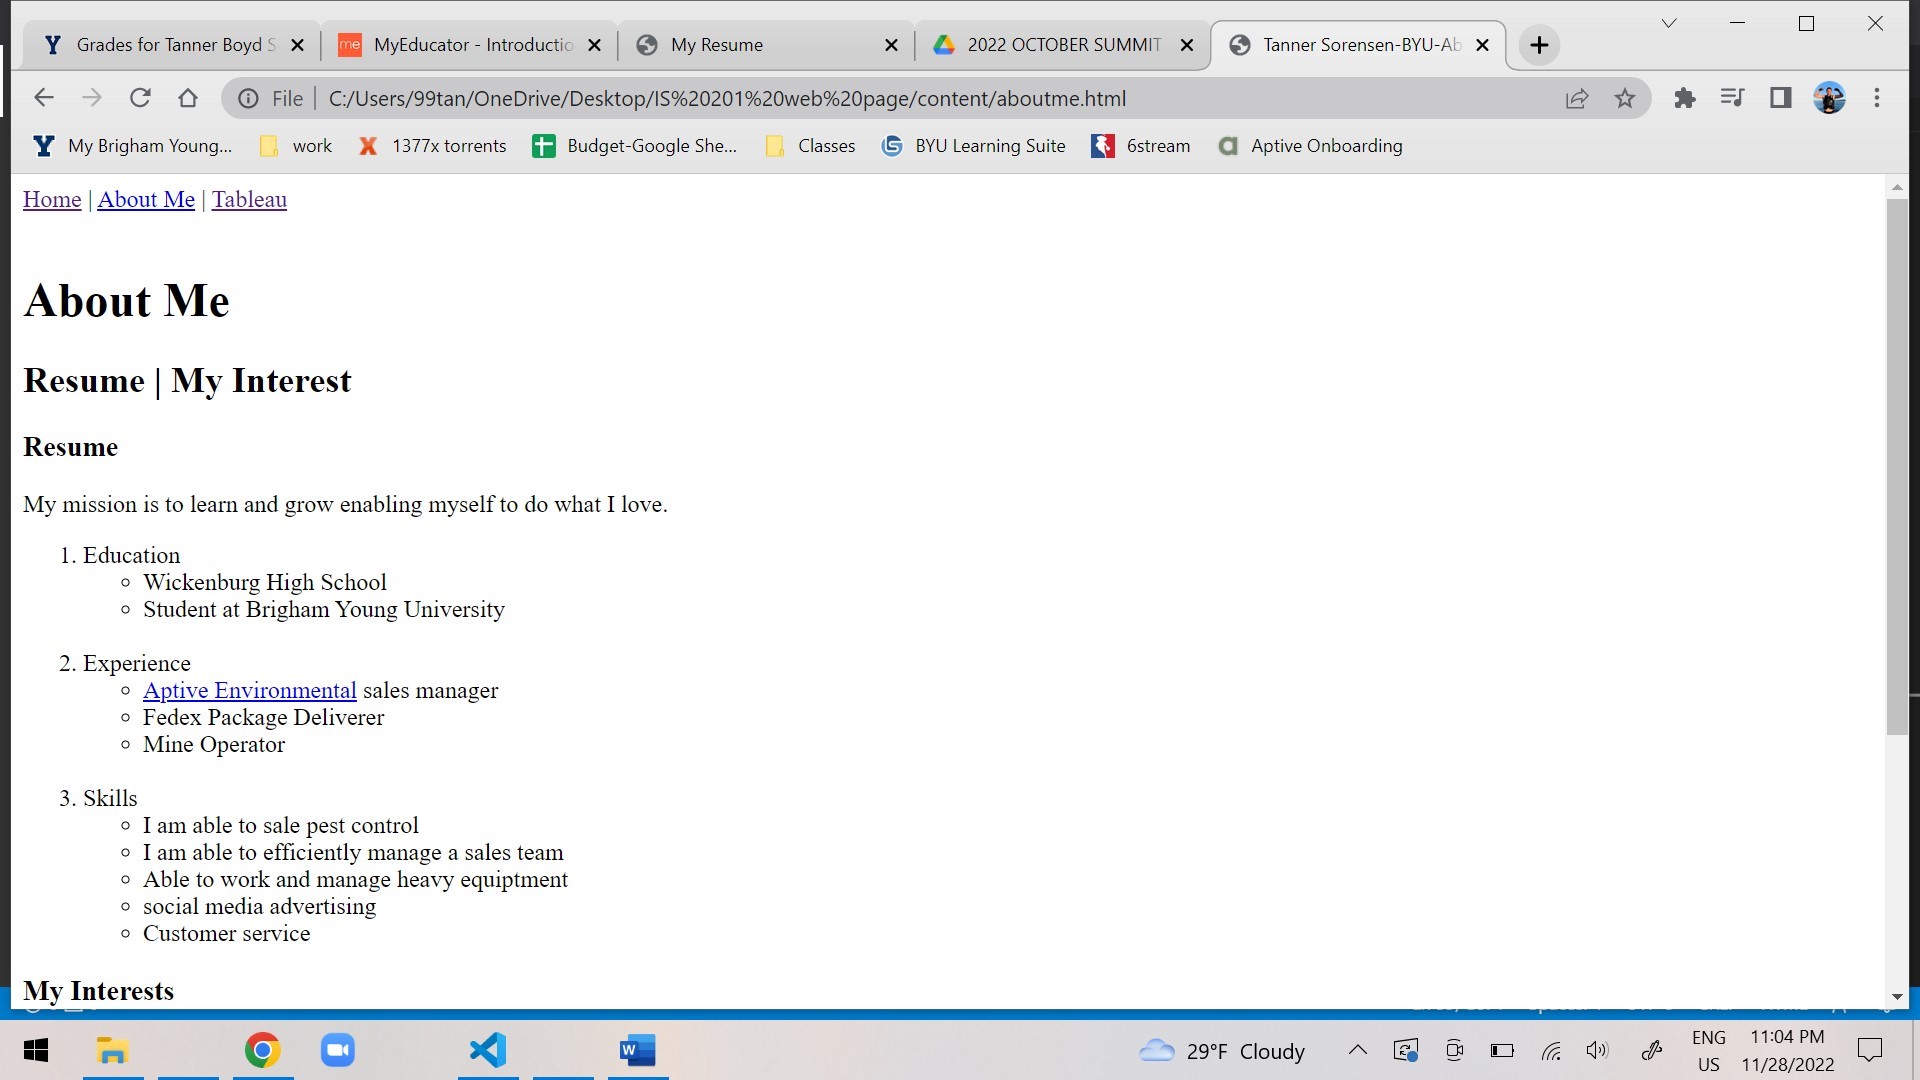 Grades for Tanner Boyd S
me MyEducator - Introductio
My Resume
2022 OCTOBER SUMMIT
Tanner Sorensen-BYU-Ab
File | C:/Users/99tan/OneDrive/Desktop/IS%20201%20web%20page/content/aboutme.html
My Brigham Young...
work
1377x torrents
Budget-Google She...
Classes
BYU Learning Suite
6stream
Aptive Onboarding
Home | About Me | Tableau
About Me
Resume | My Interest
Resume
My mission is to learn and grow enabling myself to do what I love.
1. Education
Wickenburg High School
Student at Brigham Young University
2. Experience
Aptive Environmental sales manager
Fedex Package Deliverer
Mine Operator
3. Skills
I am able to sale pest control
I am able to efficiently manage a sales team
Able to work and manage heavy equiptment
social media advertising
Customer service
My Interests
29°F Cloudy
ENG
US
11:04 PM
11/28/2022